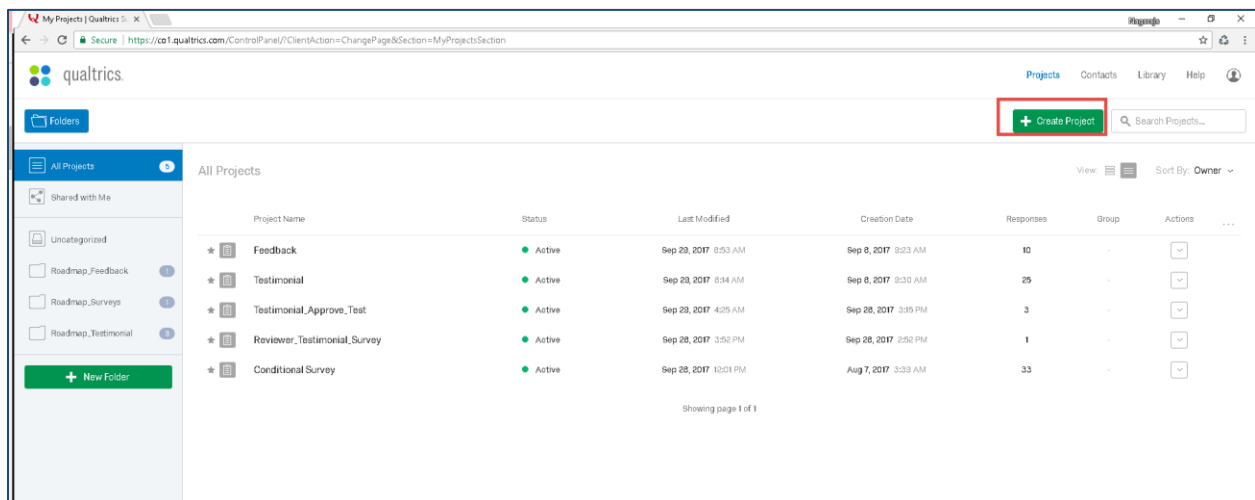 My Projects | Qualtrics S
Nagaraja
Secure | https://co1.qualtrics.com/ControlPanel/?ClientAction=ChangePage&Section=MyProjectsSection
qualtrics.
Projects Contacts Library Help
Folders
+ Create Project
Search Projects...
All Projects 5
Shared with Me
Uncategorized
Roadmap_Feedback 1
Roadmap_Surveys 1
Roadmap_Testimonial 3
+ New Folder
All Projects
View: Sort By: Owner
Project Name Status Last Modified Creation Date Responses Group Actions ...
Feedback Active Sep 29, 2017 8:53 AM Sep 8, 2017 9:23 AM 10 -
Testimonial Active Sep 29, 2017 8:14 AM Sep 8, 2017 9:30 AM 25 -
Testimonial_Approve_Test Active Sep 29, 2017 4:25 AM Sep 28, 2017 3:15 PM 3 -
Reviewer_Testimonial_Survey Active Sep 28, 2017 3:52 PM Sep 28, 2017 2:52 PM 1 -
Conditional Survey Active Sep 28, 2017 12:01 PM Aug 7, 2017 3:39 AM 33 -
Showing page 1 of 1